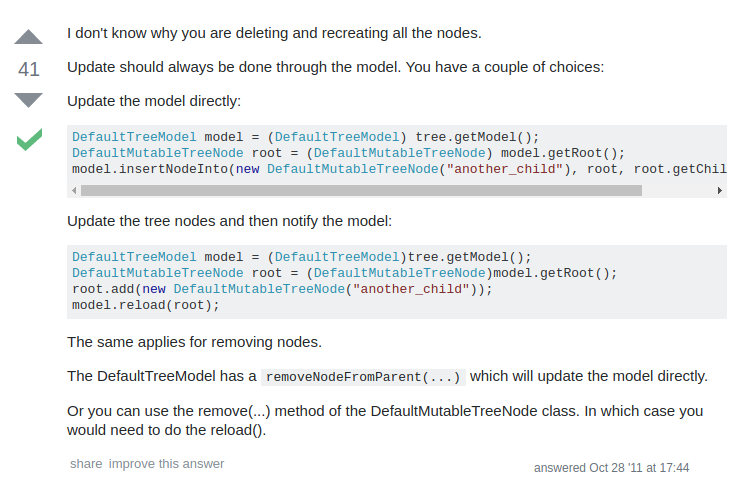 I don't know why you are deleting and recreating all the nodes.
41
Update should always be done through the model. You have a couple of choices:
Update the model directly:
DefaultTreeModel model = (DefaultTreeModel) tree.getModel();
DefaultMutableTreeNode root = (DefaultMutableTreeNode) model.getRoot();
model.insertNodeInto(new DefaultMutableTreeNode("another_child"), root, root.getChil
Update the tree nodes and then notify the model:
DefaultTreeModel model = (DefaultTreeModel)tree.getModel();
DefaultMutableTreeNode root = (DefaultMutableTreeNode)model.getRoot();
root.add(new DefaultMutableTreeNode("another_child"));
model.reload(root);
The same applies for removing nodes.
The DefaultTreeModel has a removeNodeFromParent(...) which will update the model directly.
Or you can use the remove(...) method of the DefaultMutableTreeNode class. In which case you
would need to do the reload().
share improve this answer
answered Oct 28 '11 at 17:44